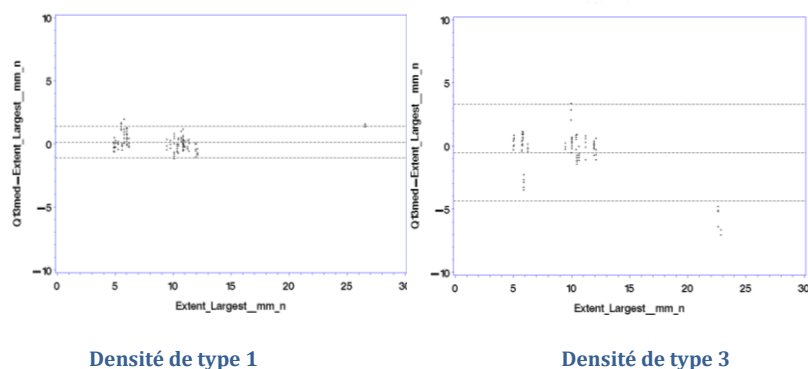 10
5
0
−5
−10
Q13med−Extent_Largest__mm_n
0 5 10 15 20 25 30
Extent_Largest__mm_n
Densité de type 1
10
5
0
−5
−10
Q13med−Extent_Largest__mm_n
0 5 10 15 20 25 30
Extent_Largest__mm_n
Densité de type 3